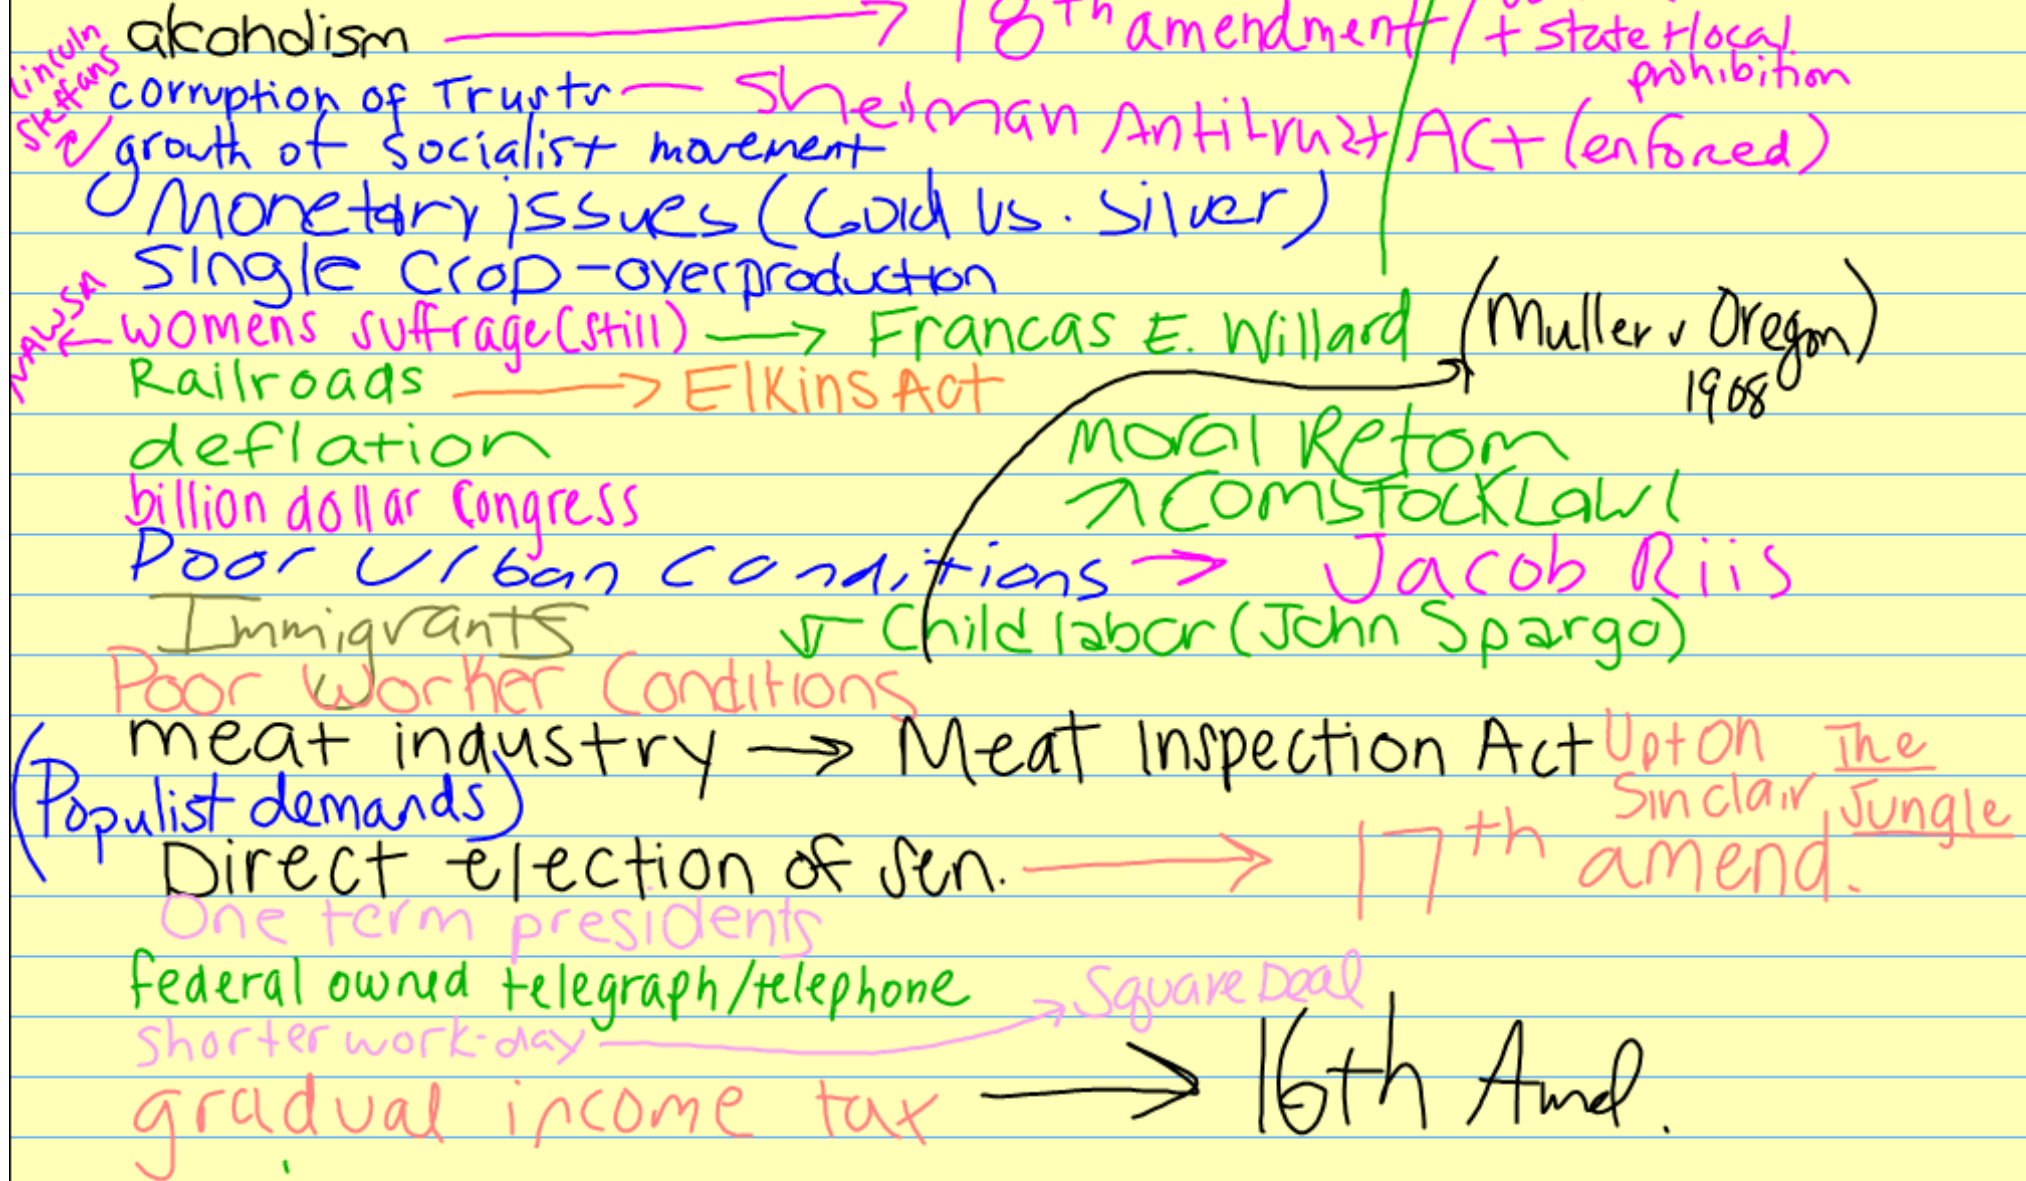 alcoholism → 18th amendment / + state + local prohibition
Lincoln Steffans
corruption of Trusts — Sherman Antitrust Act (enforced)
growth of socialist movement
Monetary issues (Gold vs. Silver)
Single Crop-overproduction
NAWSA ← womens suffrage (still) → Francas E. Willard (Muller v Oregon) 1908
Railroads → Elkins Act
deflation Moral Reform
billion dollar Congress ↗ Comstock Law
Poor Urban Conditions → Jacob Riis
Immigrants Child labor (John Spargo)
Poor Worker Conditions
meat industry → Meat Inspection Act Upton Sinclair The Jungle
(Populist demands)
Direct election of Sen. → 17th amend.
One term presidents
federal owned telegraph/telephone
shorter work-day → Square Deal
gradual income tax → 16th Amd.